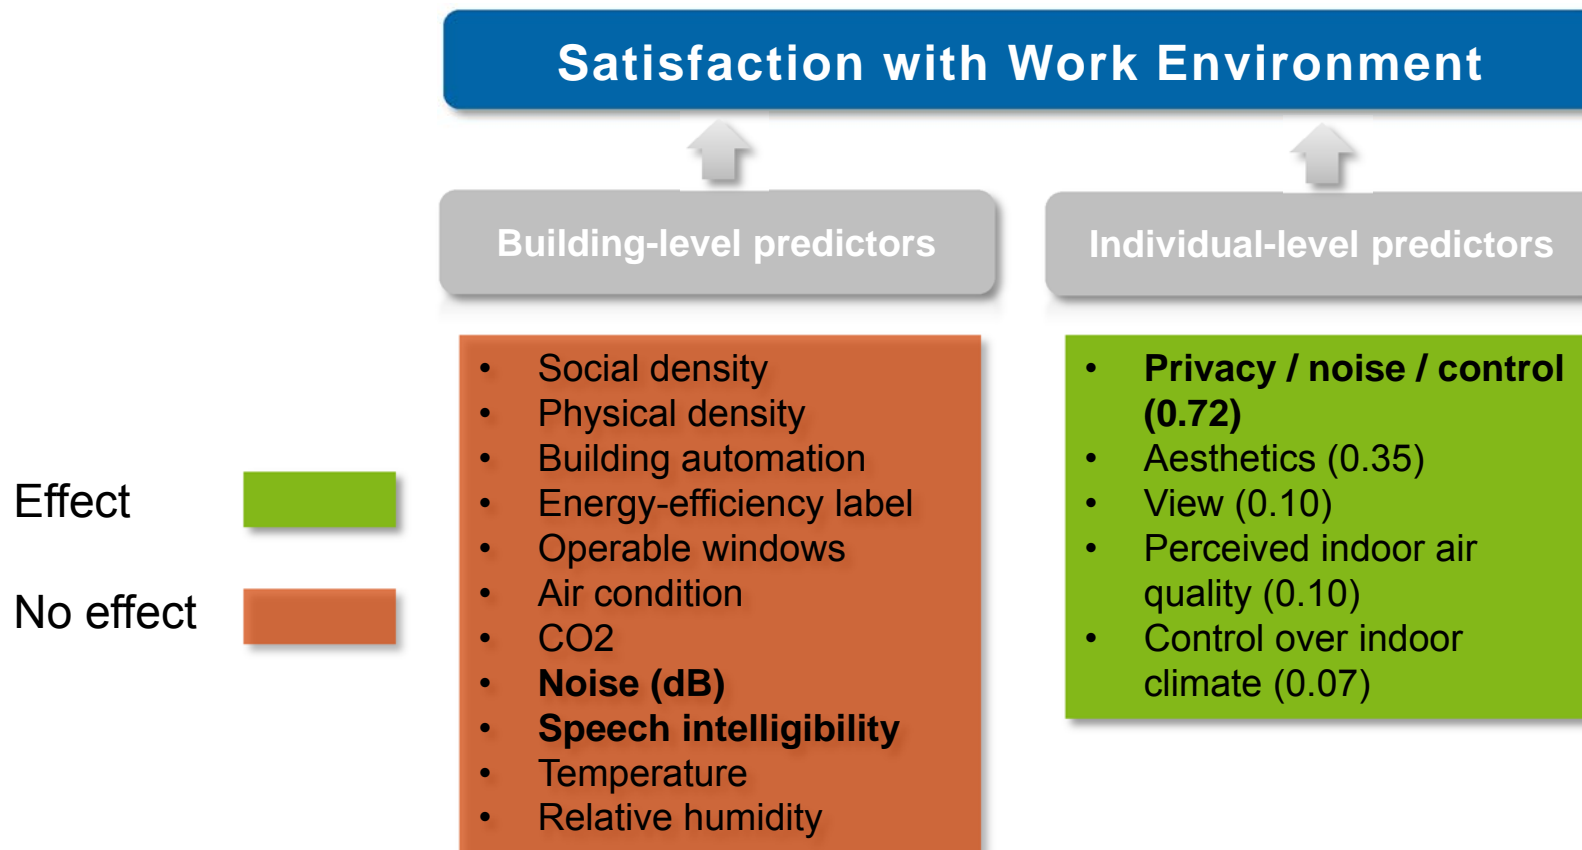 Satisfaction with Work Environment
Building-level predictors
Individual-level predictors
Effect
No effect
• Social density
• Physical density
• Building automation
• Energy-efficiency label
• Operable windows
• Air condition
• CO2
• Noise (dB)
• Speech intelligibility
• Temperature
• Relative humidity
• Privacy / noise / control
(0.72)
• Aesthetics (0.35)
• View (0.10)
• Perceived indoor air
quality (0.10)
• Control over indoor
climate (0.07)